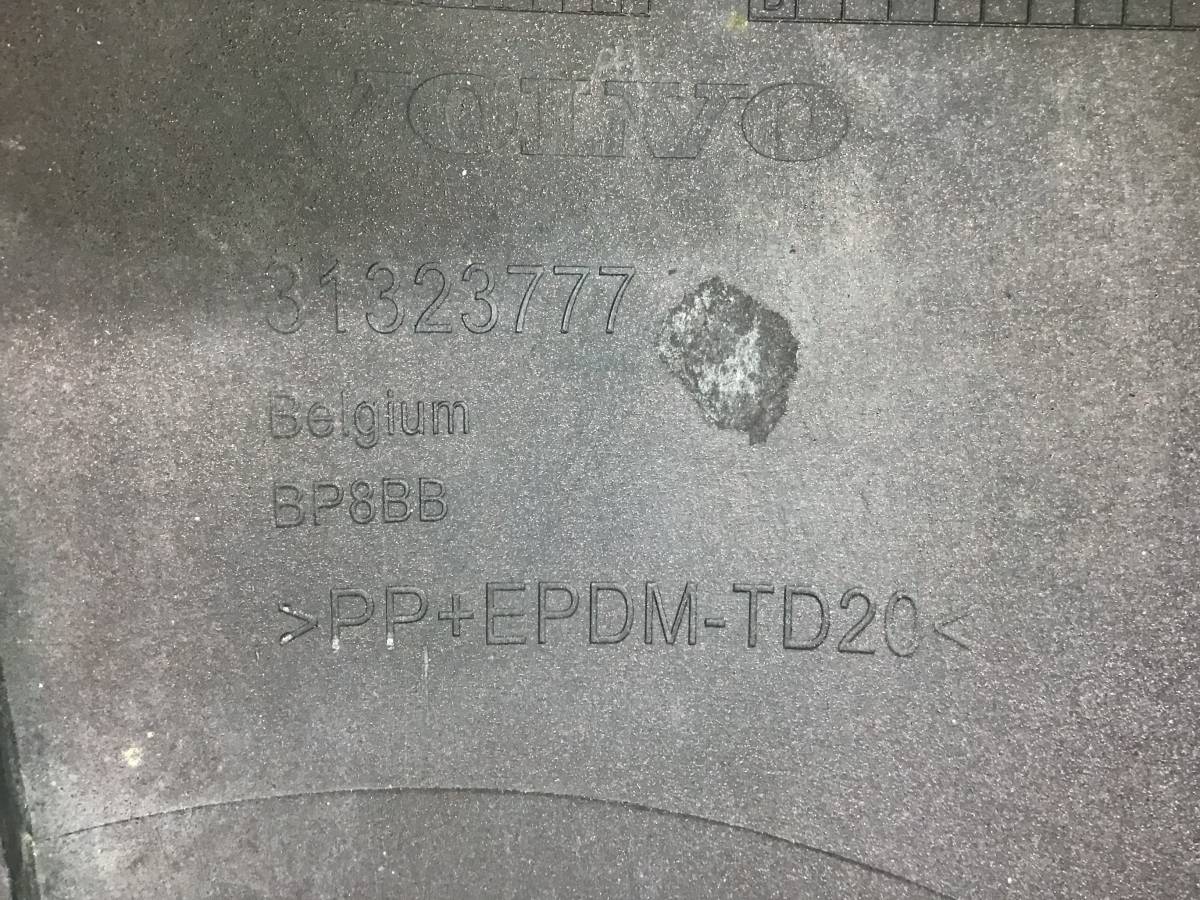 VOLVO
31323777
Belgium
BP8BB
>PP+EPDM-TD20<